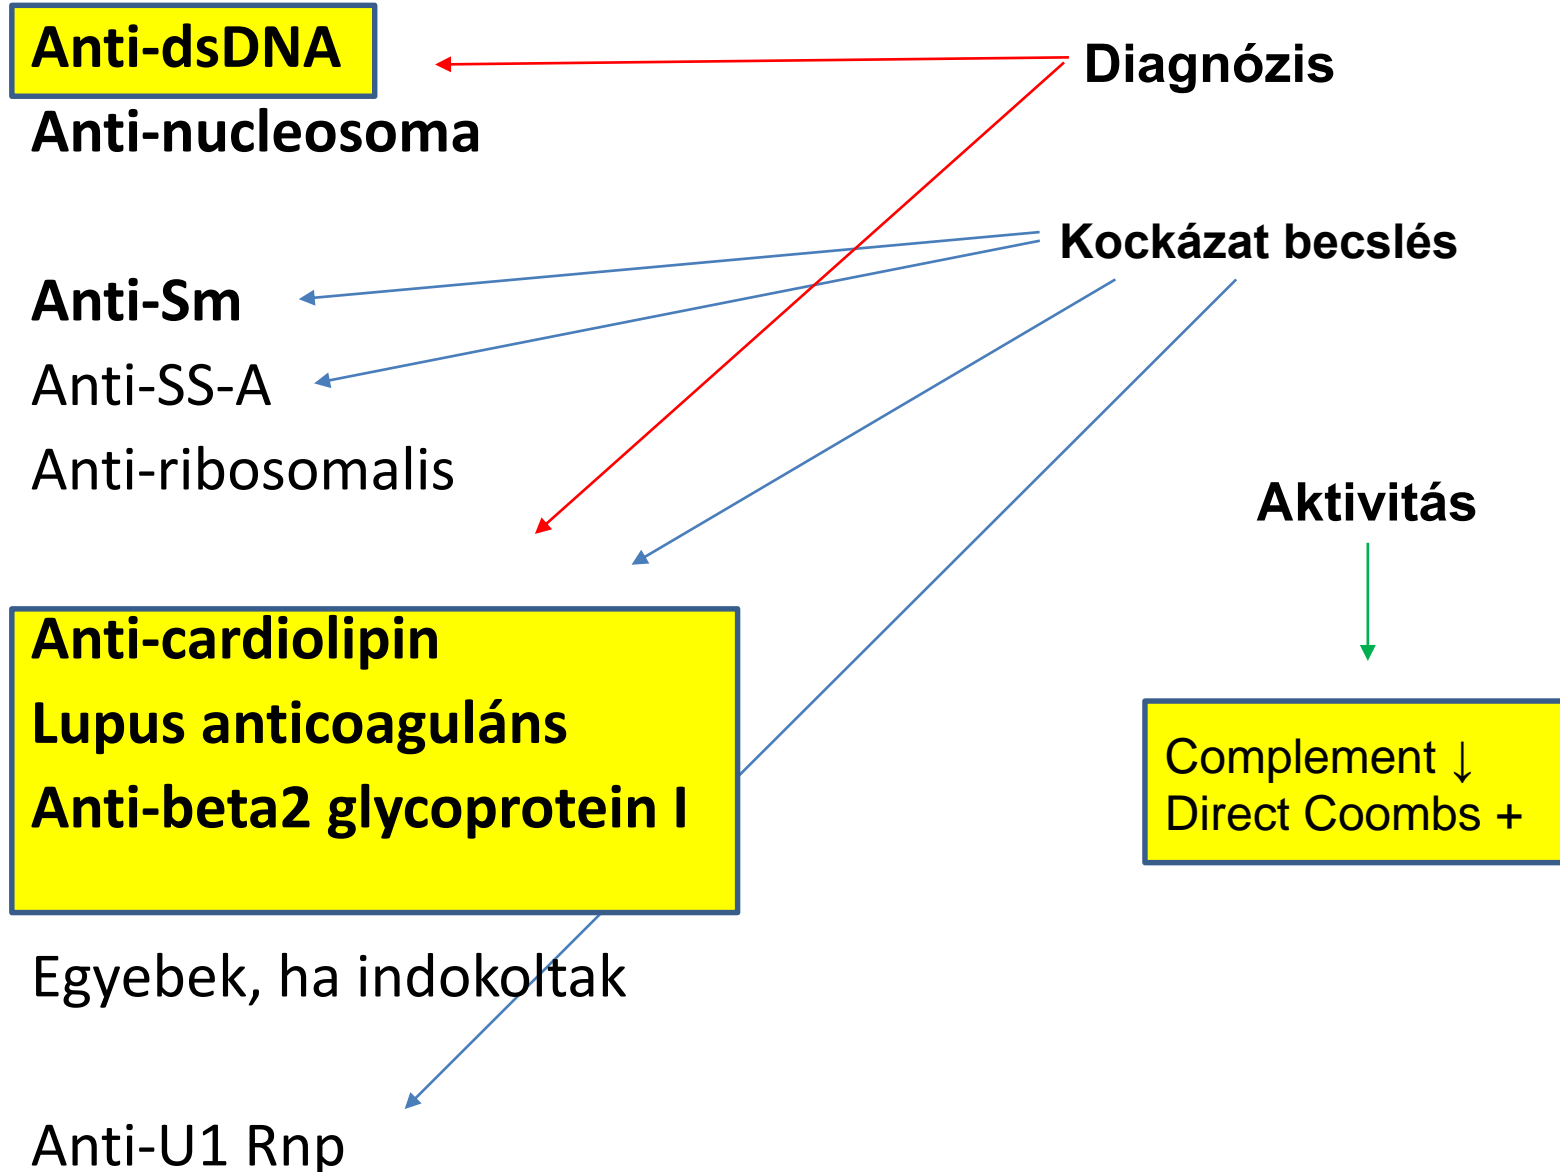 Anti-dsDNA
Anti-nucleosoma
Anti-Sm
Anti-SS-A
Anti-ribosomalis
Anti-cardiolipin
Lupus anticoaguláns
Anti-beta2 glycoprotein I
Egyebek, ha indokoltak
Anti-U1 Rnp
Diagnózis
Kockázat becslés
Aktivitás
Complement ↓
Direct Coombs +